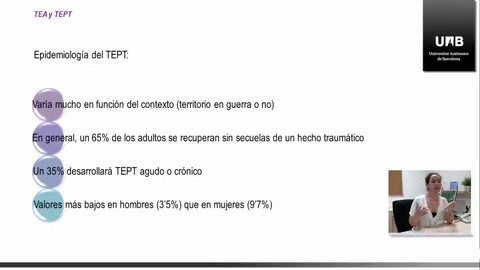 TEA y TEPT
UAB
Universitat Autònoma
de Barcelona
Epidemiología del TEPT:
Varía mucho en función del contexto (territorio en guerra o no)
En general, un 65% de los adultos se recuperan sin secuelas de un hecho traumático
Un 35% desarrollará TEPT agudo o crónico
Valores más bajos en hombres (3'5%) que en mujeres (9'7%)